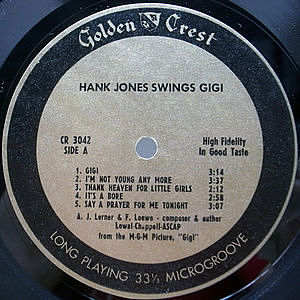 Golden Crest
HANK JONES SWINGS GIGI
CR 3042
SIDE A
High Fidelity
In Good Taste
1. GIGI 3:14
2. I'M NOT YOUNG ANY MORE 3:37
3. THANK HEAVEN FOR LITTLE GIRLS 2:12
4. IT'S A BORE 2:58
5. SAY A PRAYER FOR ME TONIGHT 5:07
A. J. Lerner & F. Loewe - composer & author
Lowal-Chappell-ASCAP
from the M-G-M Picture, "Gigi"
LONG PLAYING 33⅓ MICROGROOVE